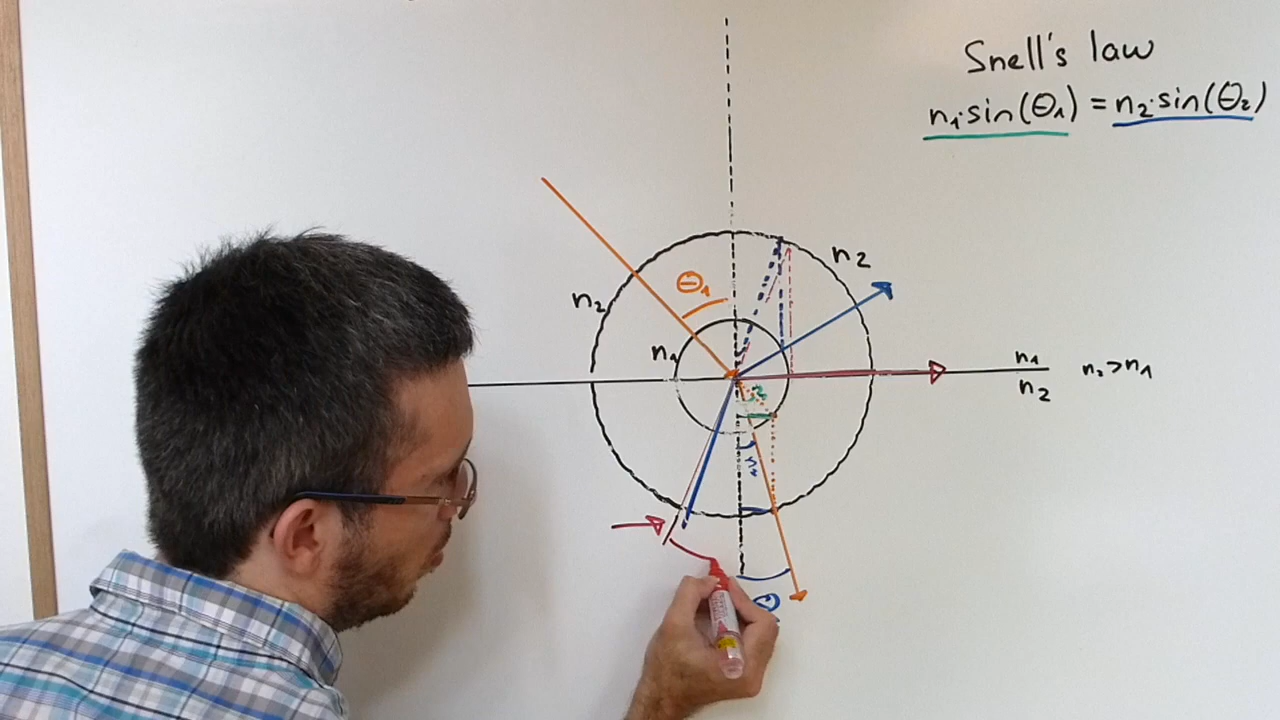 Snell's law
n₁·sin(Θ₁) = n₂·sin(Θ₂)
n₂
Θ₁
n₂
n₁
n₁
n₂
n₂>n₁
Θ